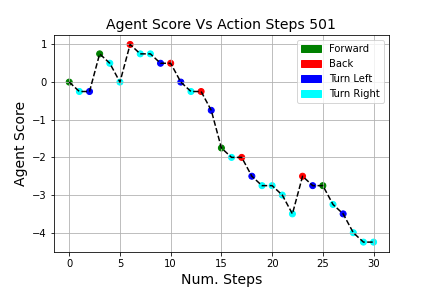 Agent Score Vs Action Steps 501
Agent Score
1
0
−1
−2
−3
−4
Forward
Back
Turn Left
Turn Right
0 5 10 15 20 25 30
Num. Steps